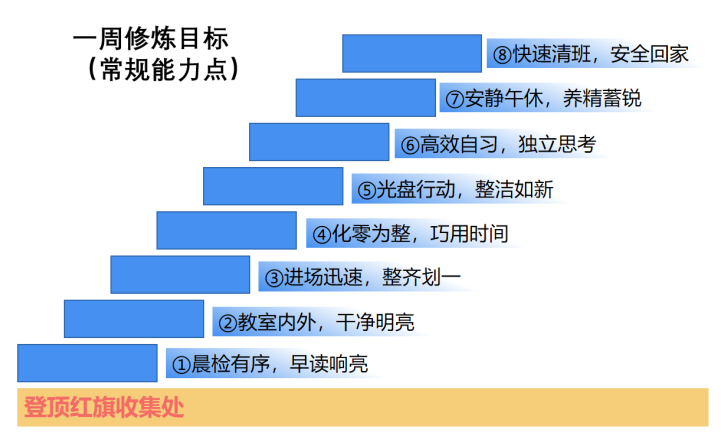 一周修炼目标
（常规能力点）
⑧快速清班，安全回家
⑦安静午休，养精蓄锐
⑥高效自习，独立思考
⑤光盘行动，整洁如新
④化零为整，巧用时间
③进场迅速，整齐划一
②教室内外，干净明亮
①晨检有序，早读响亮
登顶红旗收集处